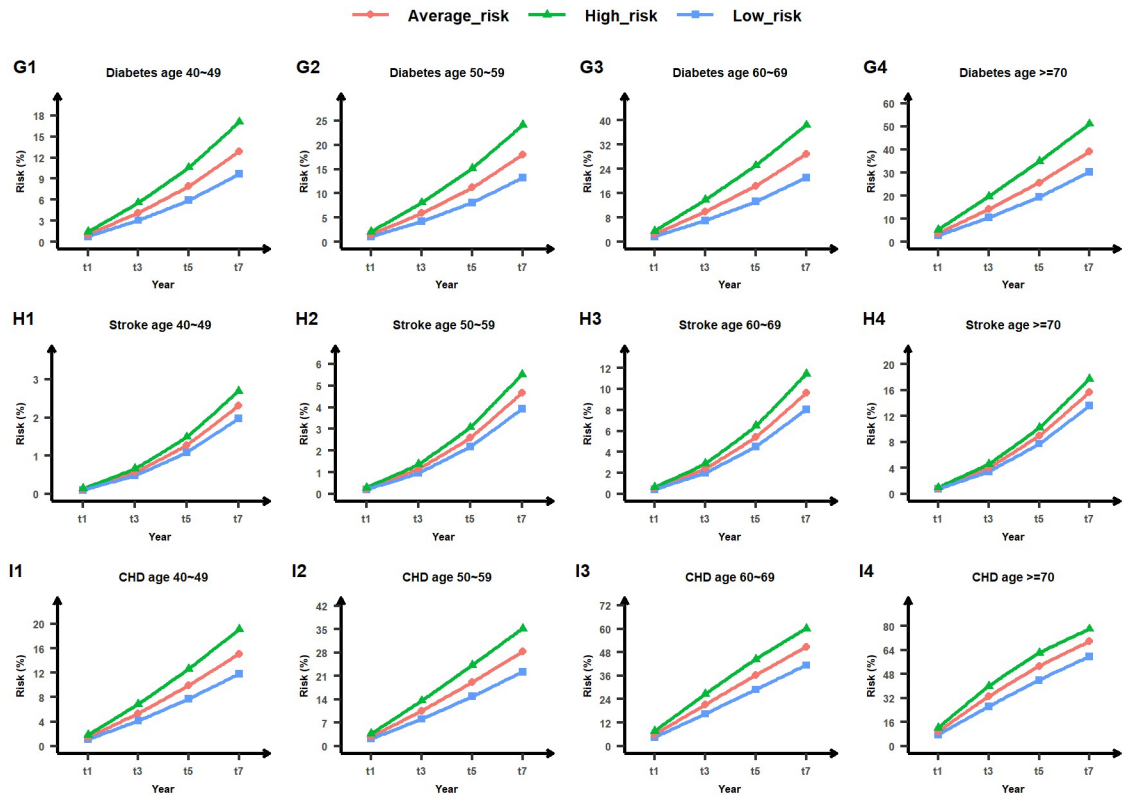 Average_risk High_risk Low_risk
G1 Diabetes age 40~49
Risk (%)
18
15
12
9
6
3
0
t1 t3 t5 t7
Year
G2 Diabetes age 50~59
Risk (%)
25
20
15
10
5
0
t1 t3 t5 t7
Year
G3 Diabetes age 60~69
Risk (%)
40
32
24
16
8
0
t1 t3 t5 t7
Year
G4 Diabetes age >=70
Risk (%)
60
50
40
30
20
10
0
t1 t3 t5 t7
Year
H1 Stroke age 40~49
Risk (%)
3
2
1
0
t1 t3 t5 t7
Year
H2 Stroke age 50~59
Risk (%)
6
5
4
3
2
1
0
t1 t3 t5 t7
Year
H3 Stroke age 60~69
Risk (%)
12
10
8
6
4
2
0
t1 t3 t5 t7
Year
H4 Stroke age >=70
Risk (%)
20
16
12
8
4
0
t1 t3 t5 t7
Year
I1 CHD age 40~49
Risk (%)
20
16
12
8
4
0
t1 t3 t5 t7
Year
I2 CHD age 50~59
Risk (%)
42
35
28
21
14
7
0
t1 t3 t5 t7
Year
I3 CHD age 60~69
Risk (%)
72
60
48
36
24
12
0
t1 t3 t5 t7
Year
I4 CHD age >=70
Risk (%)
80
64
48
32
16
0
t1 t3 t5 t7
Year